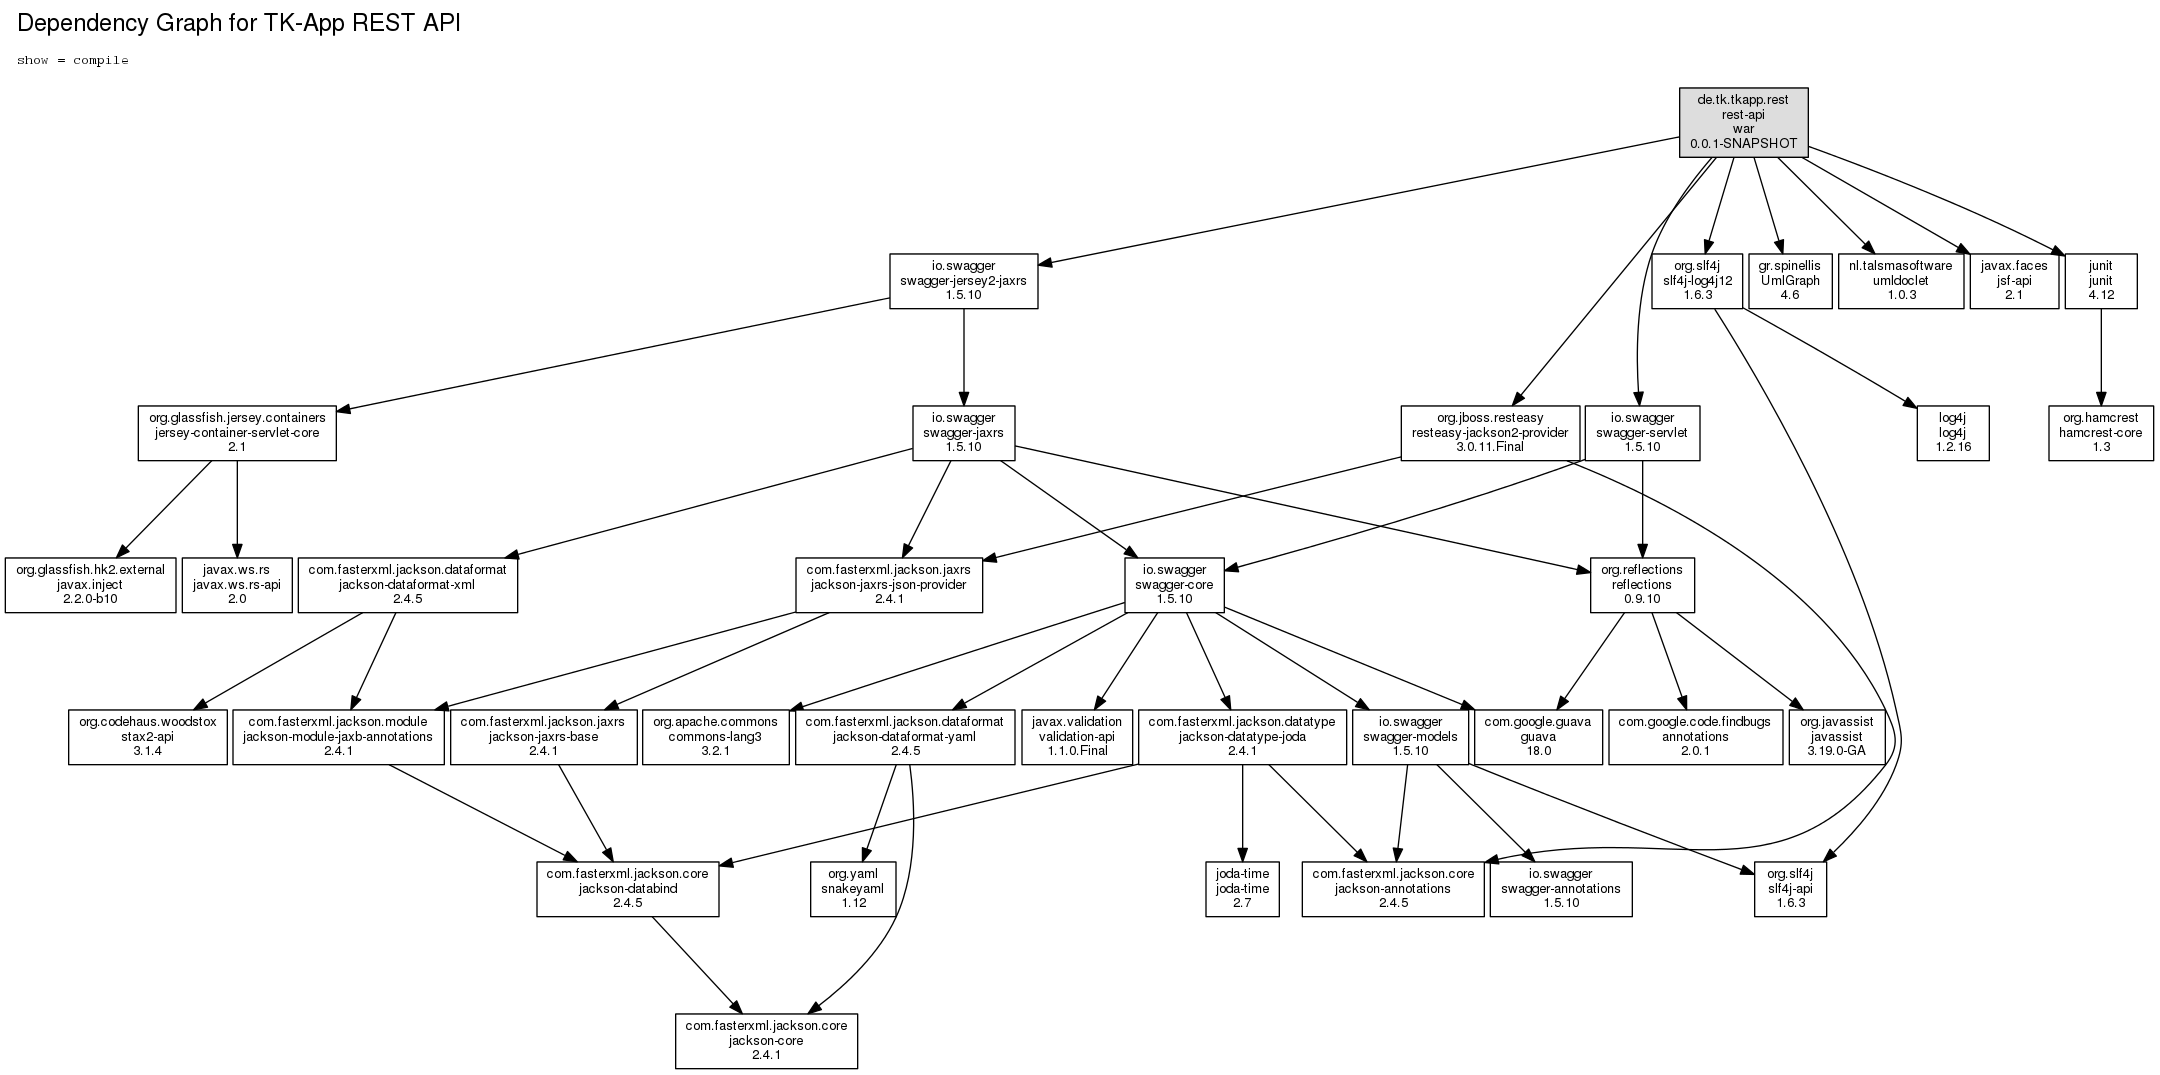 Dependency Graph for TK-App REST API
show = compile
de.tk.tkapp.rest
rest-api
war
0.0.1-SNAPSHOT
io.swagger
swagger-jersey2-jaxrs
1.5.10
org.slf4j
slf4j-log4j12
1.6.3
gr.spinellis
UmlGraph
4.6
nl.talsmasoftware
umldoclet
1.0.3
javax.faces
jsf-api
2.1
junit
junit
4.12
org.glassfish.jersey.containers
jersey-container-servlet-core
2.1
io.swagger
swagger-jaxrs
1.5.10
org.jboss.resteasy
resteasy-jackson2-provider
3.0.11.Final
io.swagger
swagger-servlet
1.5.10
log4j
log4j
1.2.16
org.hamcrest
hamcrest-core
1.3
org.glassfish.hk2.external
javax.inject
2.2.0-b10
javax.ws.rs
javax.ws.rs-api
2.0
com.fasterxml.jackson.dataformat
jackson-dataformat-xml
2.4.5
com.fasterxml.jackson.jaxrs
jackson-jaxrs-json-provider
2.4.1
io.swagger
swagger-core
1.5.10
org.reflections
reflections
0.9.10
org.codehaus.woodstox
stax2-api
3.1.4
com.fasterxml.jackson.module
jackson-module-jaxb-annotations
2.4.1
com.fasterxml.jackson.jaxrs
jackson-jaxrs-base
2.4.1
org.apache.commons
commons-lang3
3.2.1
com.fasterxml.jackson.dataformat
jackson-dataformat-yaml
2.4.5
javax.validation
validation-api
1.1.0.Final
com.fasterxml.jackson.datatype
jackson-datatype-joda
2.4.1
io.swagger
swagger-models
1.5.10
com.google.guava
guava
18.0
com.google.code.findbugs
annotations
2.0.1
org.javassist
javassist
3.19.0-GA
com.fasterxml.jackson.core
jackson-databind
2.4.5
org.yaml
snakeyaml
1.12
joda-time
joda-time
2.7
com.fasterxml.jackson.core
jackson-annotations
2.4.5
io.swagger
swagger-annotations
1.5.10
org.slf4j
slf4j-api
1.6.3
com.fasterxml.jackson.core
jackson-core
2.4.1